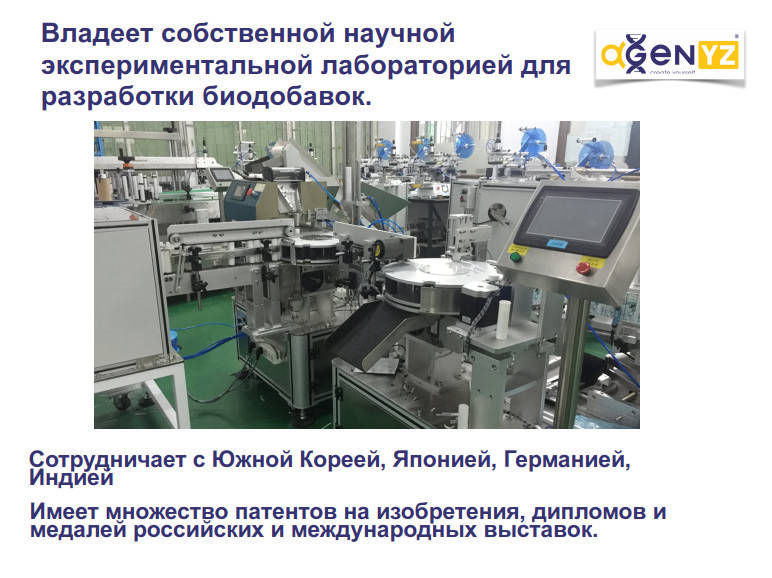 Владеет собственной научной
экспериментальной лабораторией для
разработки биодобавок.
αGENYZ
create yourself
Сотрудничает с Южной Кореей, Японией, Германией,
Индией
Имеет множество патентов на изобретения, дипломов и
медалей российских и международных выставок.